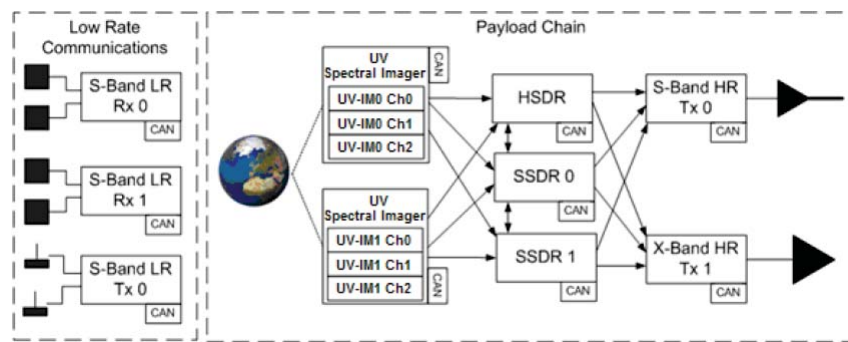 Low Rate
Communications
S-Band LR
Rx 0
CAN
S-Band LR
Rx 1
CAN
S-Band LR
Tx 0
CAN
Payload Chain
UV
Spectral Imager
CAN
UV-IM0 Ch0
UV-IM0 Ch1
UV-IM0 Ch2
UV
Spectral Imager
UV-IM1 Ch0
UV-IM1 Ch1
UV-IM1 Ch2
CAN
HSDR
CAN
SSDR 0
CAN
SSDR 1
CAN
S-Band HR
Tx 0
CAN
X-Band HR
Tx 1
CAN